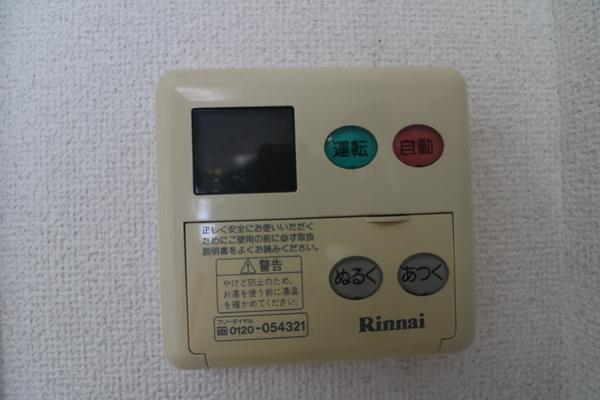 運転
自動
正しく安全にお使いいただく
ためにご使用の前に必ず取扱
説明書をよくお読みください。
警告
やけど防止のため、
お湯を使う前に湯温
を確かめてください。
フリーダイヤル
0120-054321
ぬるく
あつく
Rinnai